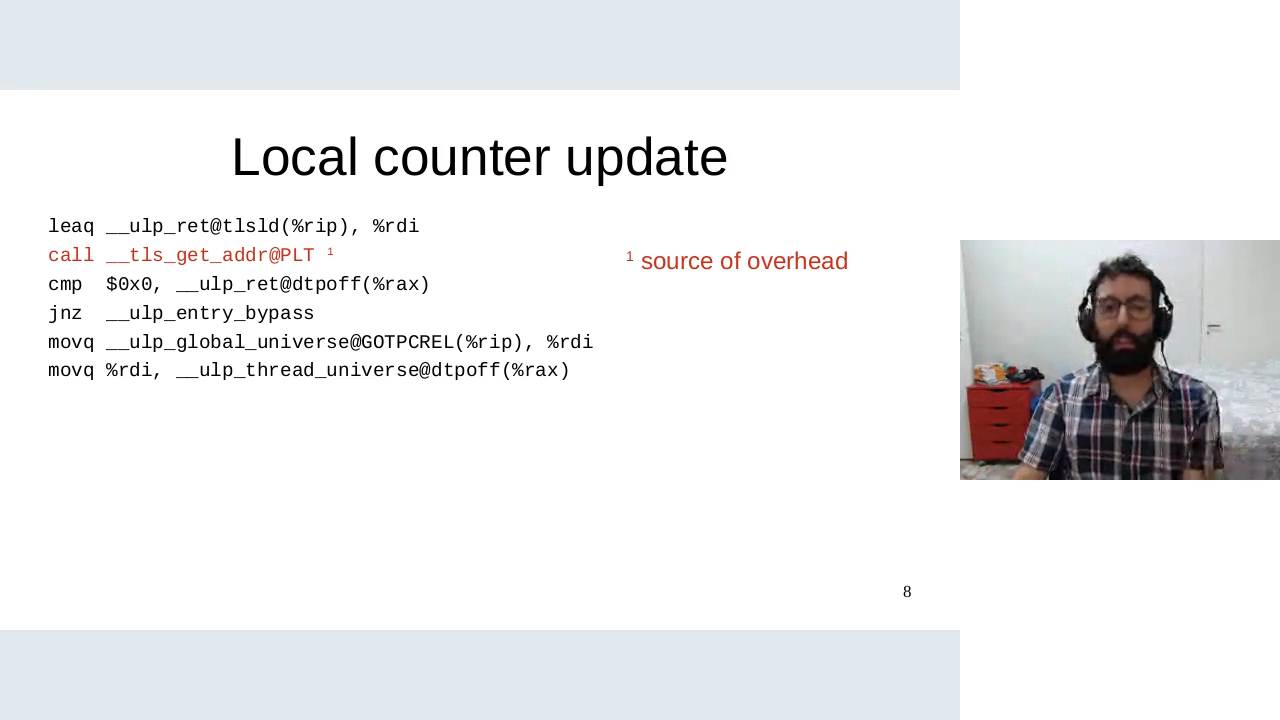 Local counter update
leaq __ulp_ret@tlsld(%rip), %rdi
call __tls_get_addr@PLT ¹
cmp  $0x0, __ulp_ret@dtpoff(%rax)
jnz  __ulp_entry_bypass
movq __ulp_global_universe@GOTPCREL(%rip), %rdi
movq %rdi, __ulp_thread_universe@dtpoff(%rax)
¹ source of overhead
8